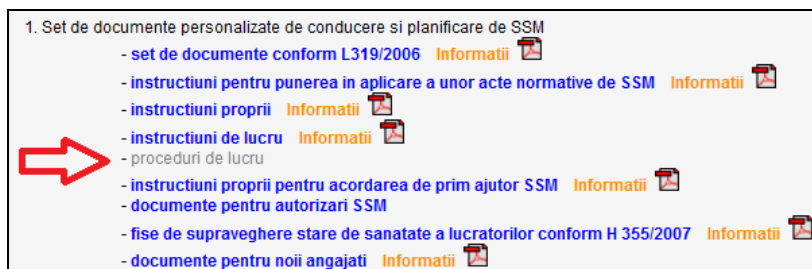 1. Set de documente personalizate de conducere si planificare de SSM
- set de documente conform L319/2006 Informatii
- instructiuni pentru punerea in aplicare a unor acte normative de SSM Informatii
- instructiuni proprii Informatii
- instructiuni de lucru Informatii
- proceduri de lucru
- instructiuni proprii pentru acordarea de prim ajutor SSM Informatii
- documente pentru autorizari SSM
- fise de supraveghere stare de sanatate a lucratorilor conform H 355/2007 Informatii
- documente pentru noii angajati Informatii